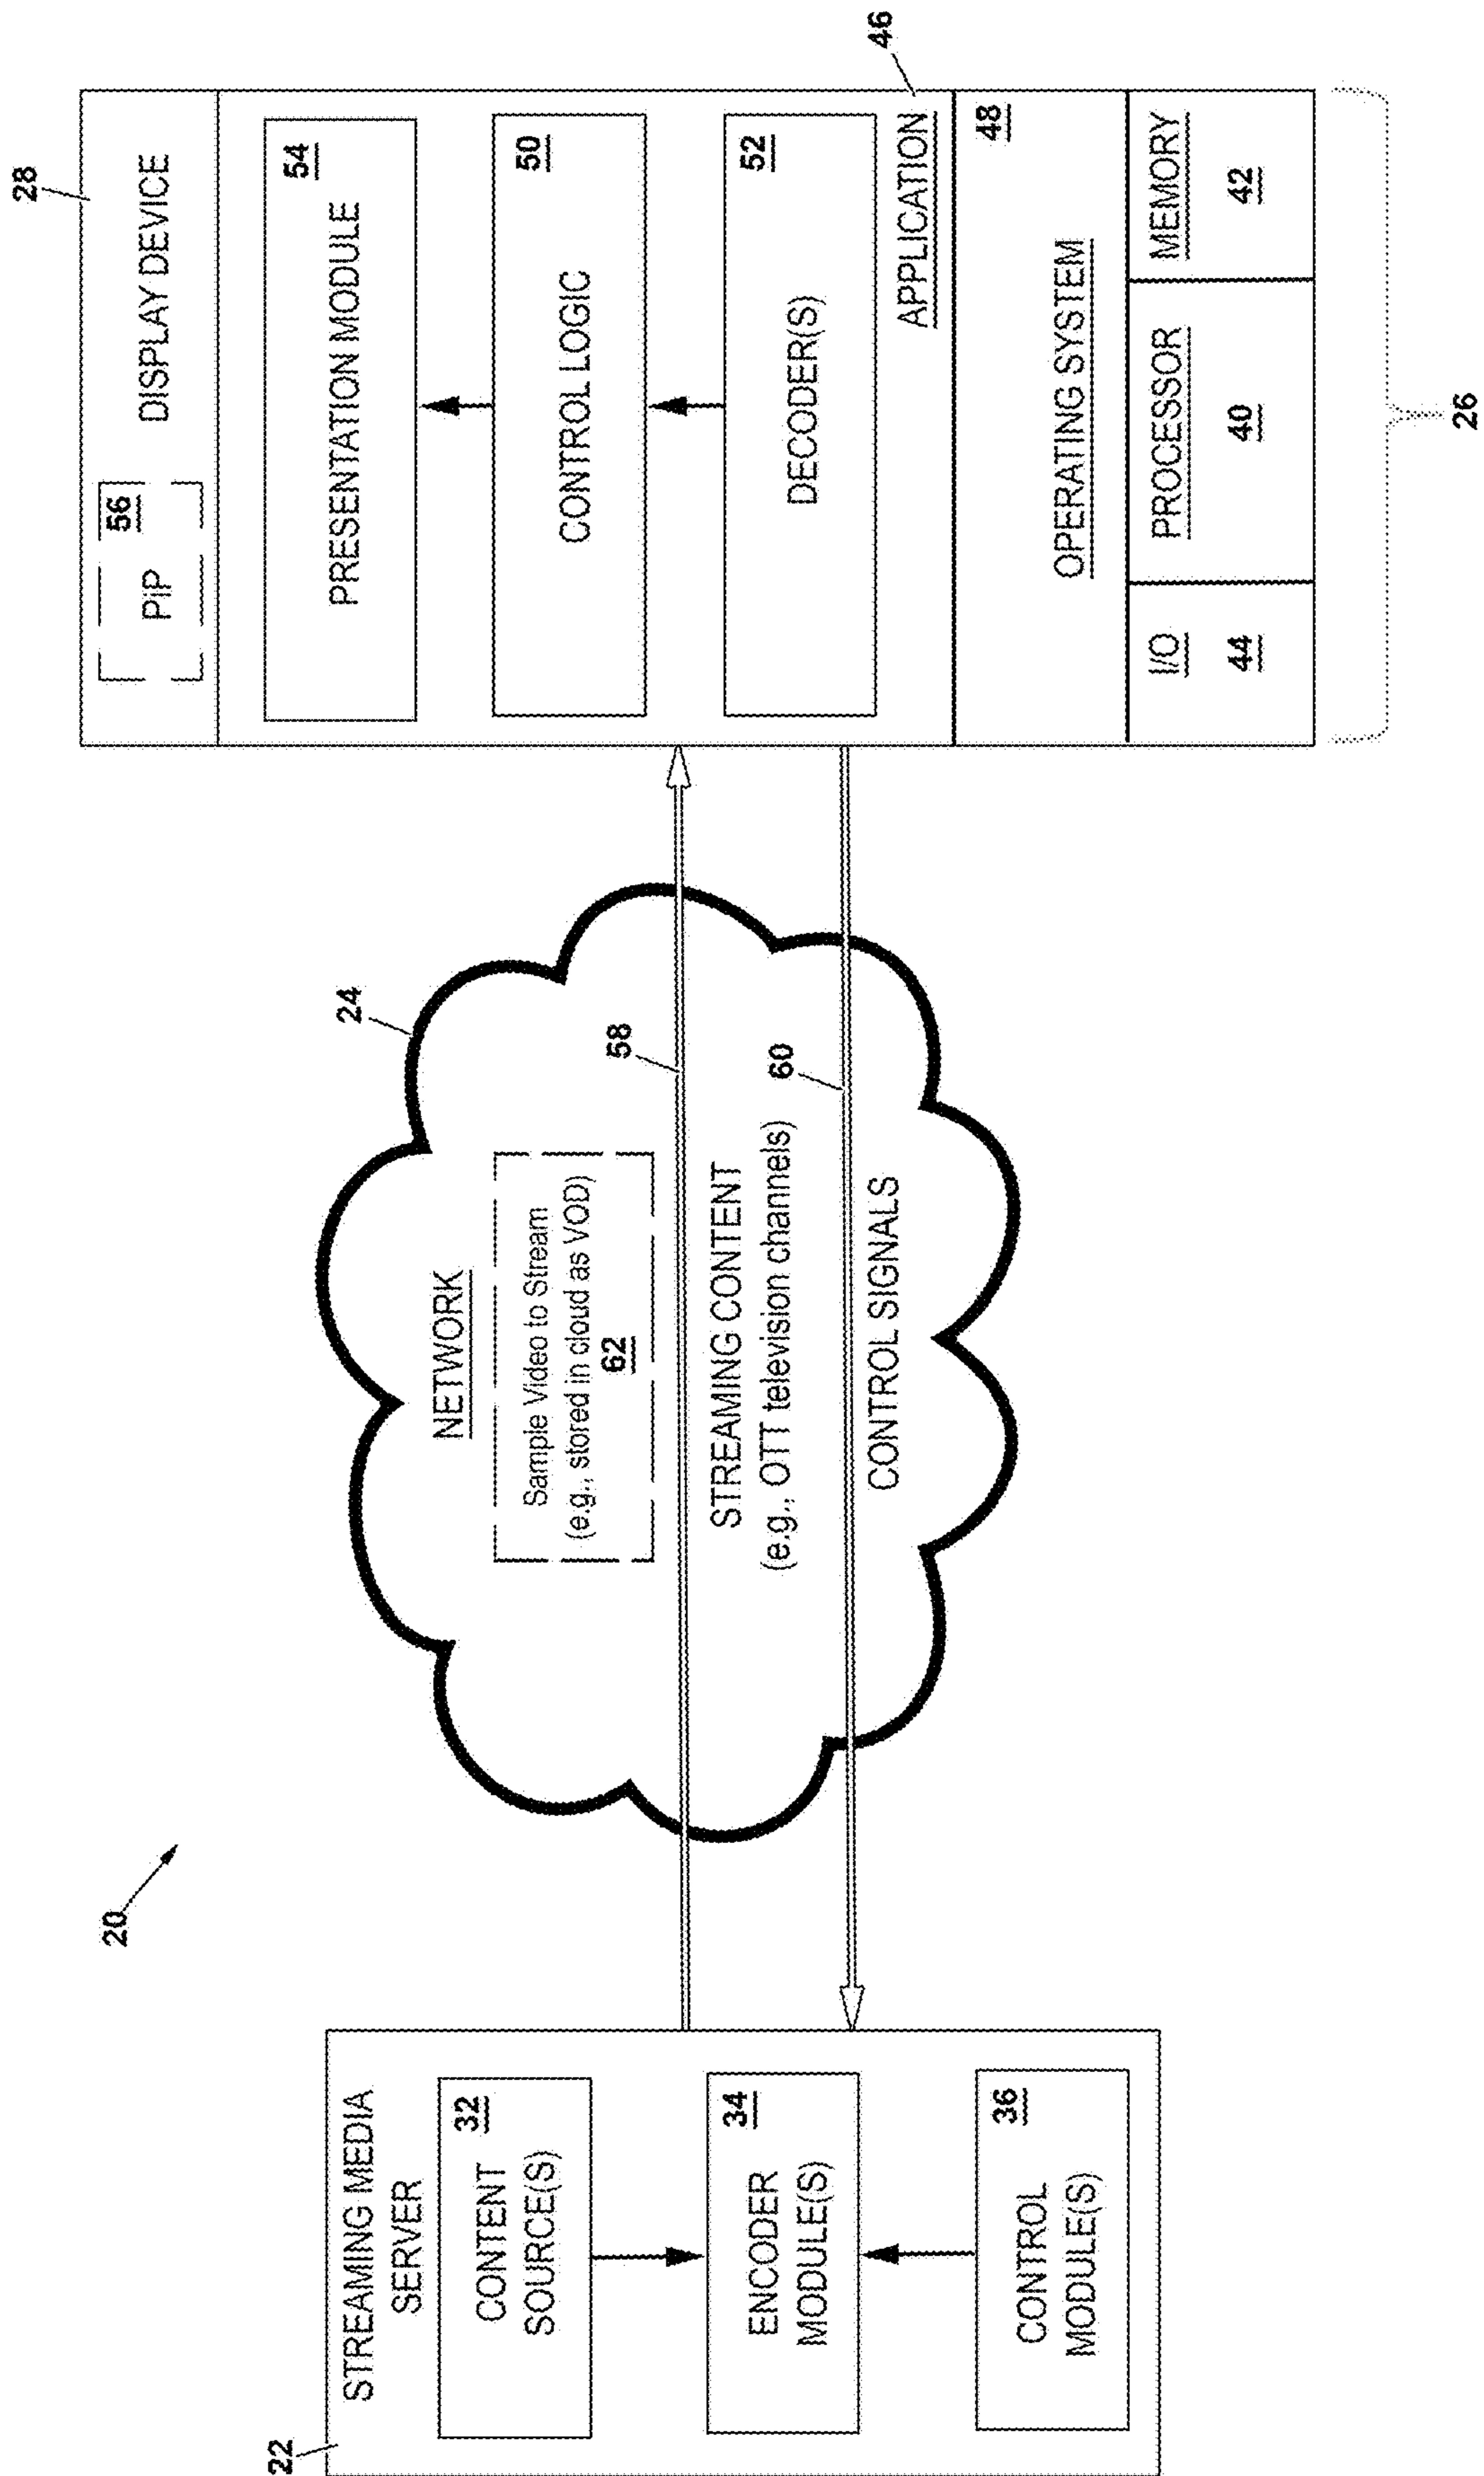 20
22
STREAMING MEDIA
SERVER
32
CONTENT
SOURCE(S)
34
ENCODER
MODULE(S)
36
CONTROL
MODULE(S)
24
NETWORK
Sample Video to Stream
(e.g., stored in cloud as VOD)
62
58
STREAMING CONTENT
(e.g., OTT television channels)
60
CONTROL SIGNALS
28
PiP
56
DISPLAY DEVICE
54
PRESENTATION MODULE
50
CONTROL LOGIC
52
DECODER(S)
APPLICATION
46
48
OPERATING SYSTEM
I/O
44
PROCESSOR
40
MEMORY
42
26